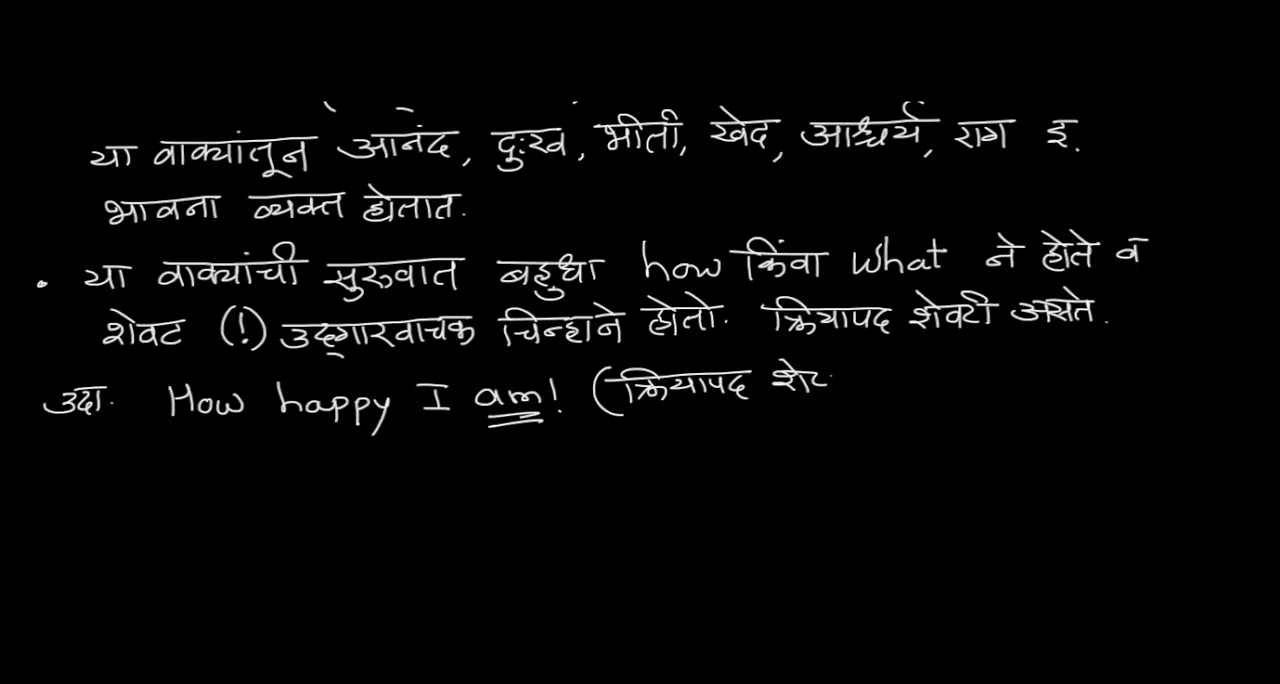 या वाक्यांतून आनंद, दुःख, भीती, खेद, आश्चर्य, राग इ.
भावना व्यक्त होतात.
• या वाक्यांची सुरुवात बहुधा how किंवा what ने होते व
शेवट (!) उद्गारवाचक चिन्हाने होतो. क्रियापद शेवटी असते.
उदा. How happy I am! (क्रियापद